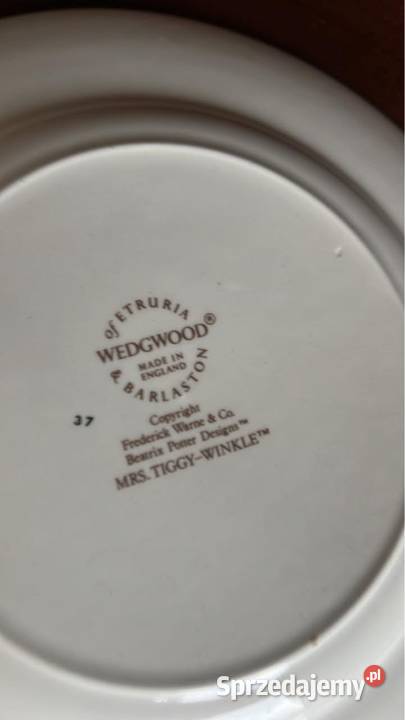 of ETRURIA
WEDGWOOD®
MADE IN
ENGLAND
& BARLASTON
37
Copyright
Frederick Warne & Co.
Beatrix Potter Designs™
MRS. TIGGY-WINKLE™
Sprzedajemy.pl